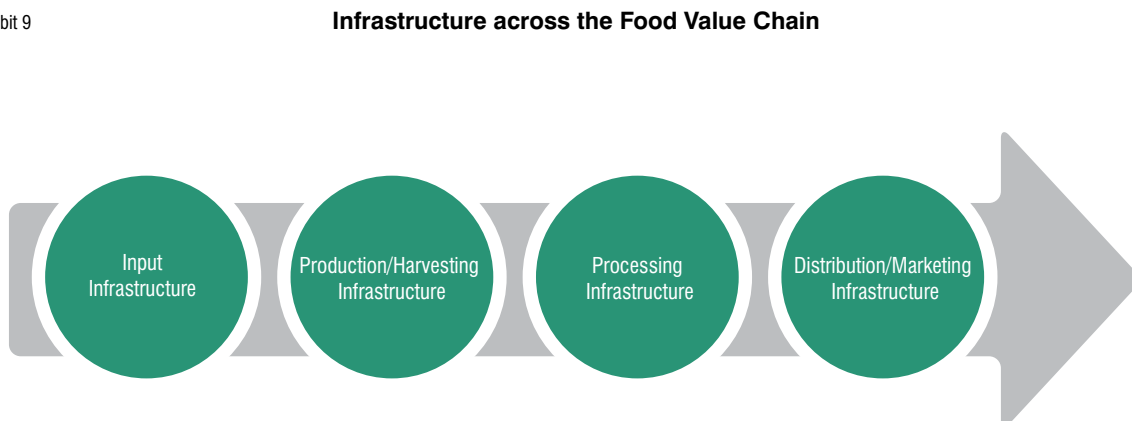 bit 9
Infrastructure across the Food Value Chain
Input
Infrastructure
Production/Harvesting
Infrastructure
Processing
Infrastructure
Distribution/Marketing
Infrastructure